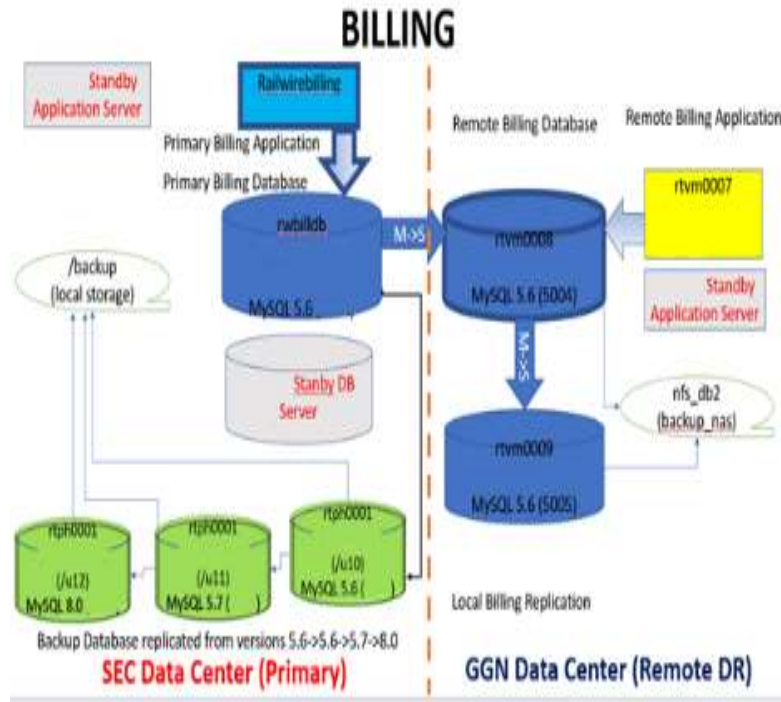 BILLING
Standby
Application Server
Railwirebilling
Primary Billing Application
Primary Billing Database
rwbilldb
MySQL 5.6
M->S
/backup
(local storage)
Stanby DB
Server
rtph0001
(/u12)
MySQL 8.0
rtph0001
(/u11)
MySQL 5.7 ( )
rtph0001
(/u10)
MySQL 5.6 ( )
Backup Database replicated from versions 5.6->5.6->5.7->8.0
SEC Data Center (Primary)
Remote Billing Database
Remote Billing Application
rtvm0007
rtvm0008
MySQL 5.6 (5004)
Standby
Application Server
M->S
nfs_db2
(backup_nas)
rtvm0009
MySQL 5.6 (5005)
Local Billing Replication
GGN Data Center (Remote DR)